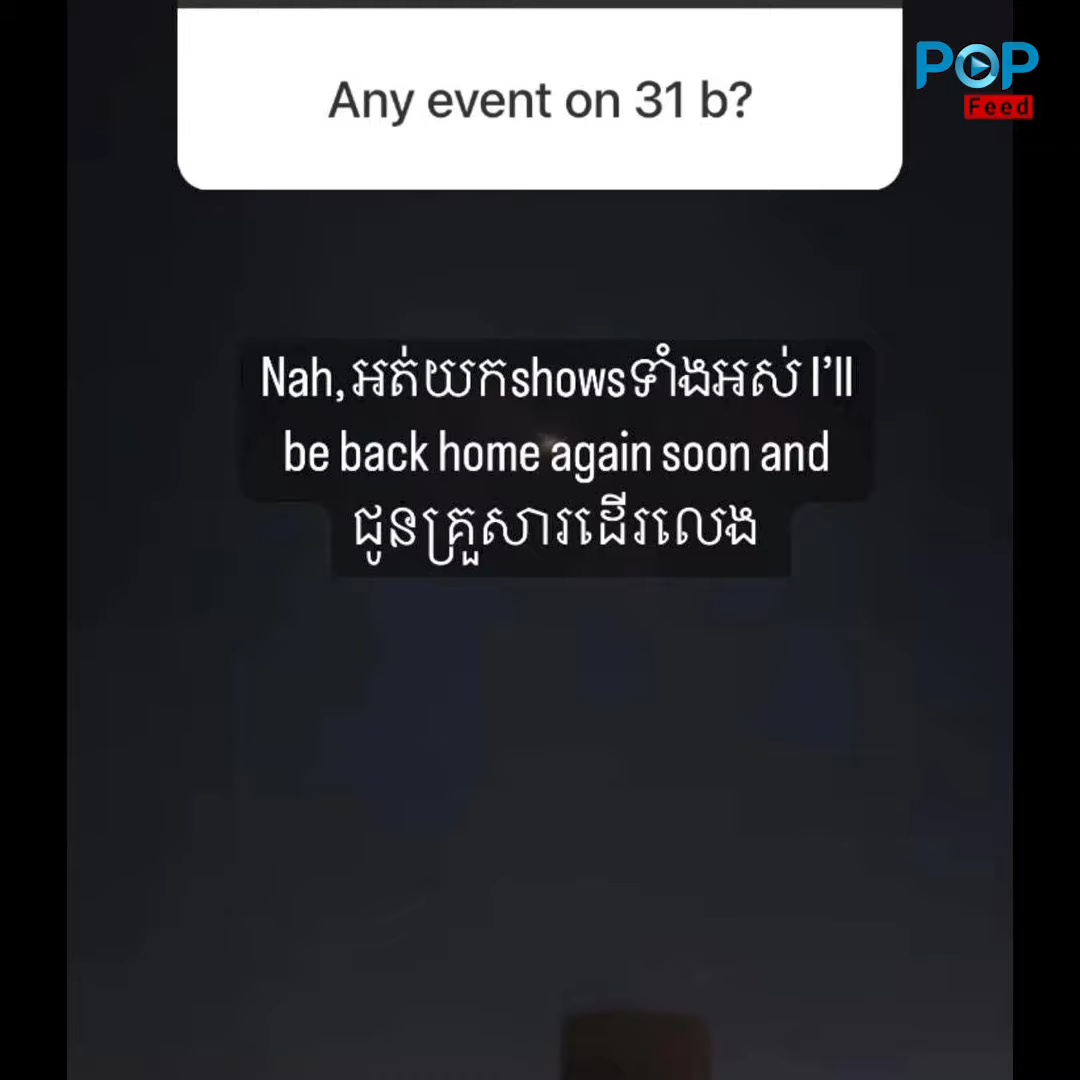 POP
Feed
Any event on 31 b?
Nah, អត់យកshowsទាំងអស់ I’ll
be back home again soon and
ជូនគ្រួសារដើរលេង